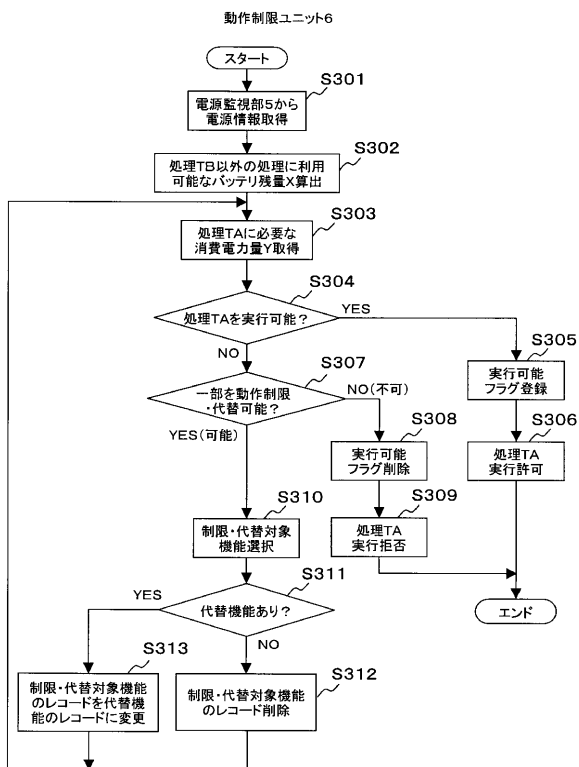 動作制限ユニット6
スタート
S301
電源監視部5から
電源情報取得
S302
処理TB以外の処理に利用
可能なバッテリ残量X算出
S303
処理TAに必要な
消費電力量Y取得
S304
処理TAを実行可能？
YES
NO
S305
実行可能
フラグ登録
S306
処理TA
実行許可
S307
一部を動作制限
・代替可能？
NO(不可)
YES(可能)
S308
実行可能
フラグ削除
S309
処理TA
実行拒否
エンド
S310
制限・代替対象
機能選択
S311
代替機能あり？
YES
NO
S313
制限・代替対象機能
のレコードを代替機
能のレコードに変更
S312
制限・代替対象機能
のレコード削除